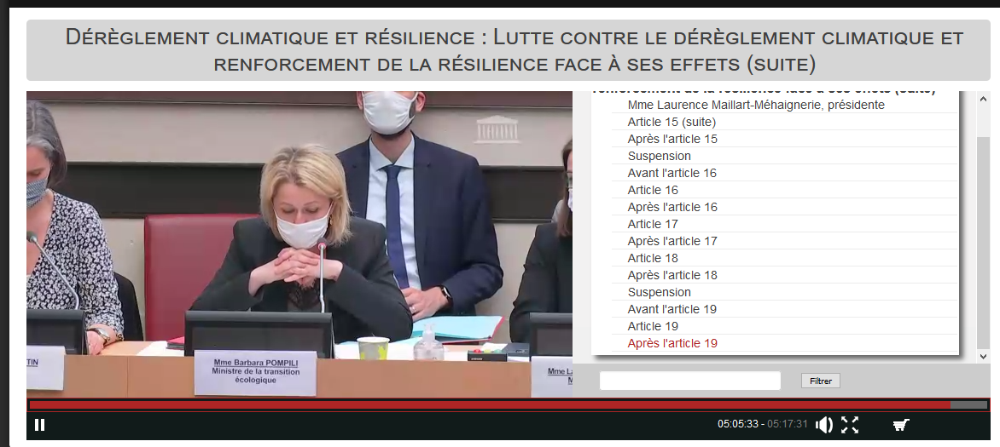 Dérèglement climatique et résilience : Lutte contre le dérèglement climatique et
renforcement de la résilience face à ses effets (suite)
renforcement de la résilience face à ses effets (suite)
Mme Laurence Maillart-Méhaignerie, présidente
Article 15 (suite)
Après l'article 15
Suspension
Avant l'article 16
Article 16
Après l'article 16
Article 17
Après l'article 17
Article 18
Après l'article 18
Suspension
Avant l'article 19
Article 19
Après l'article 19
Filtrer
TIN
Mme Barbara POMPILI
Ministre de la transition
écologique
Mme La
M
05:05:33 - 05:17:31